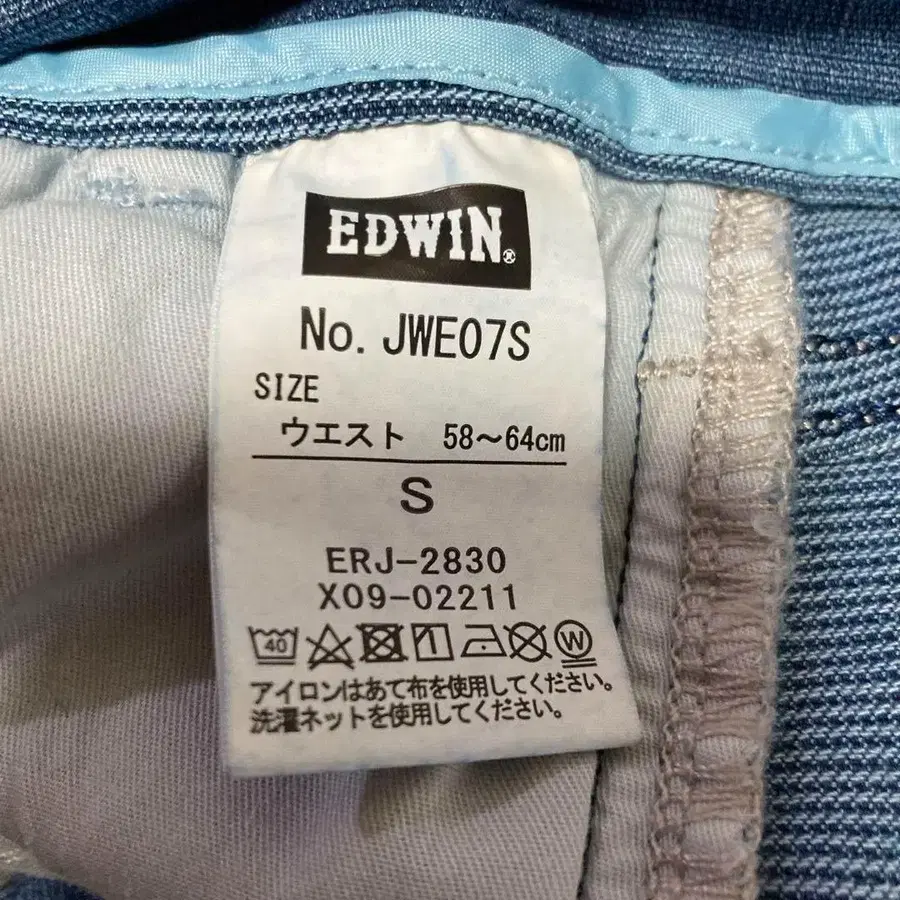 EDWIN®
No. JWE07S
SIZE
ウエスト 58～64cm
S
ERJ-2830
X09-02211
40 W
アイロンはあて布を使用してください。
洗濯ネットを使用してください。